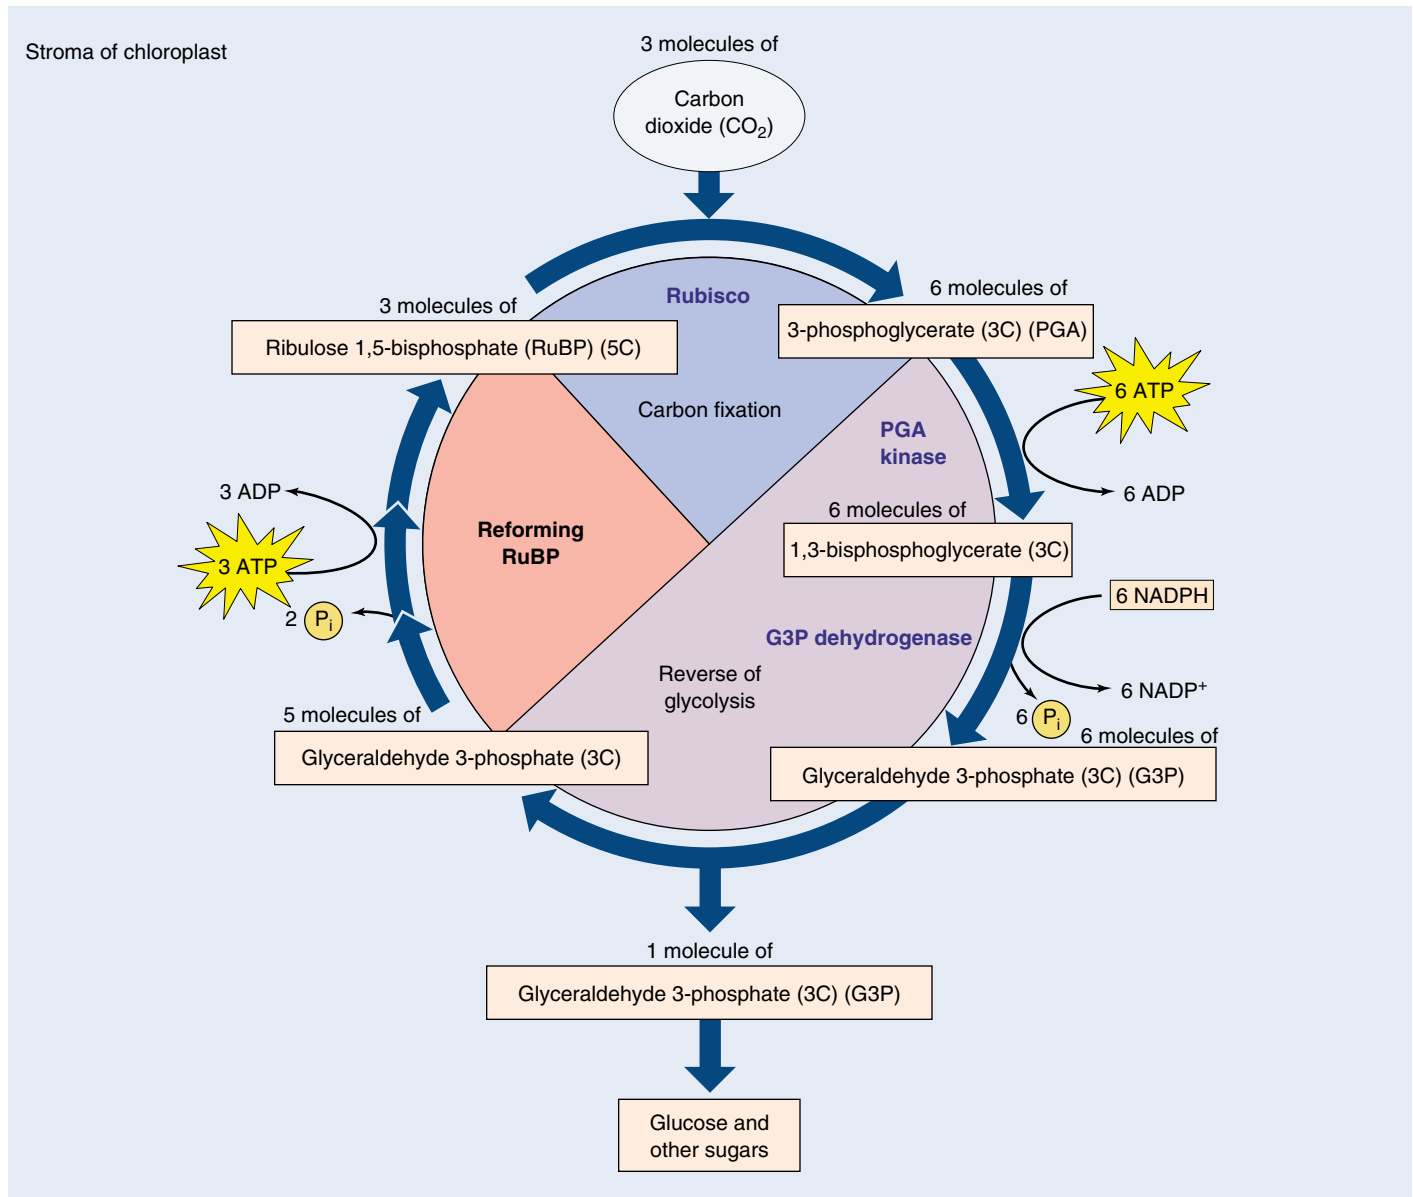 Stroma of chloroplast
3 molecules of
Carbon
dioxide (CO₂)
Rubisco
6 molecules of
3-phosphoglycerate (3C) (PGA)
3 molecules of
Ribulose 1,5-bisphosphate (RuBP) (5C)
Carbon fixation
6 ATP
PGA
kinase
6 ADP
3 ADP
6 molecules of
1,3-bisphosphoglycerate (3C)
Reforming
RuBP
3 ATP
6 NADPH
2 Pᵢ
G3P dehydrogenase
Reverse of
glycolysis
6 NADP⁺
6 Pᵢ
5 molecules of
Glyceraldehyde 3-phosphate (3C)
6 molecules of
Glyceraldehyde 3-phosphate (3C) (G3P)
1 molecule of
Glyceraldehyde 3-phosphate (3C) (G3P)
Glucose and
other sugars